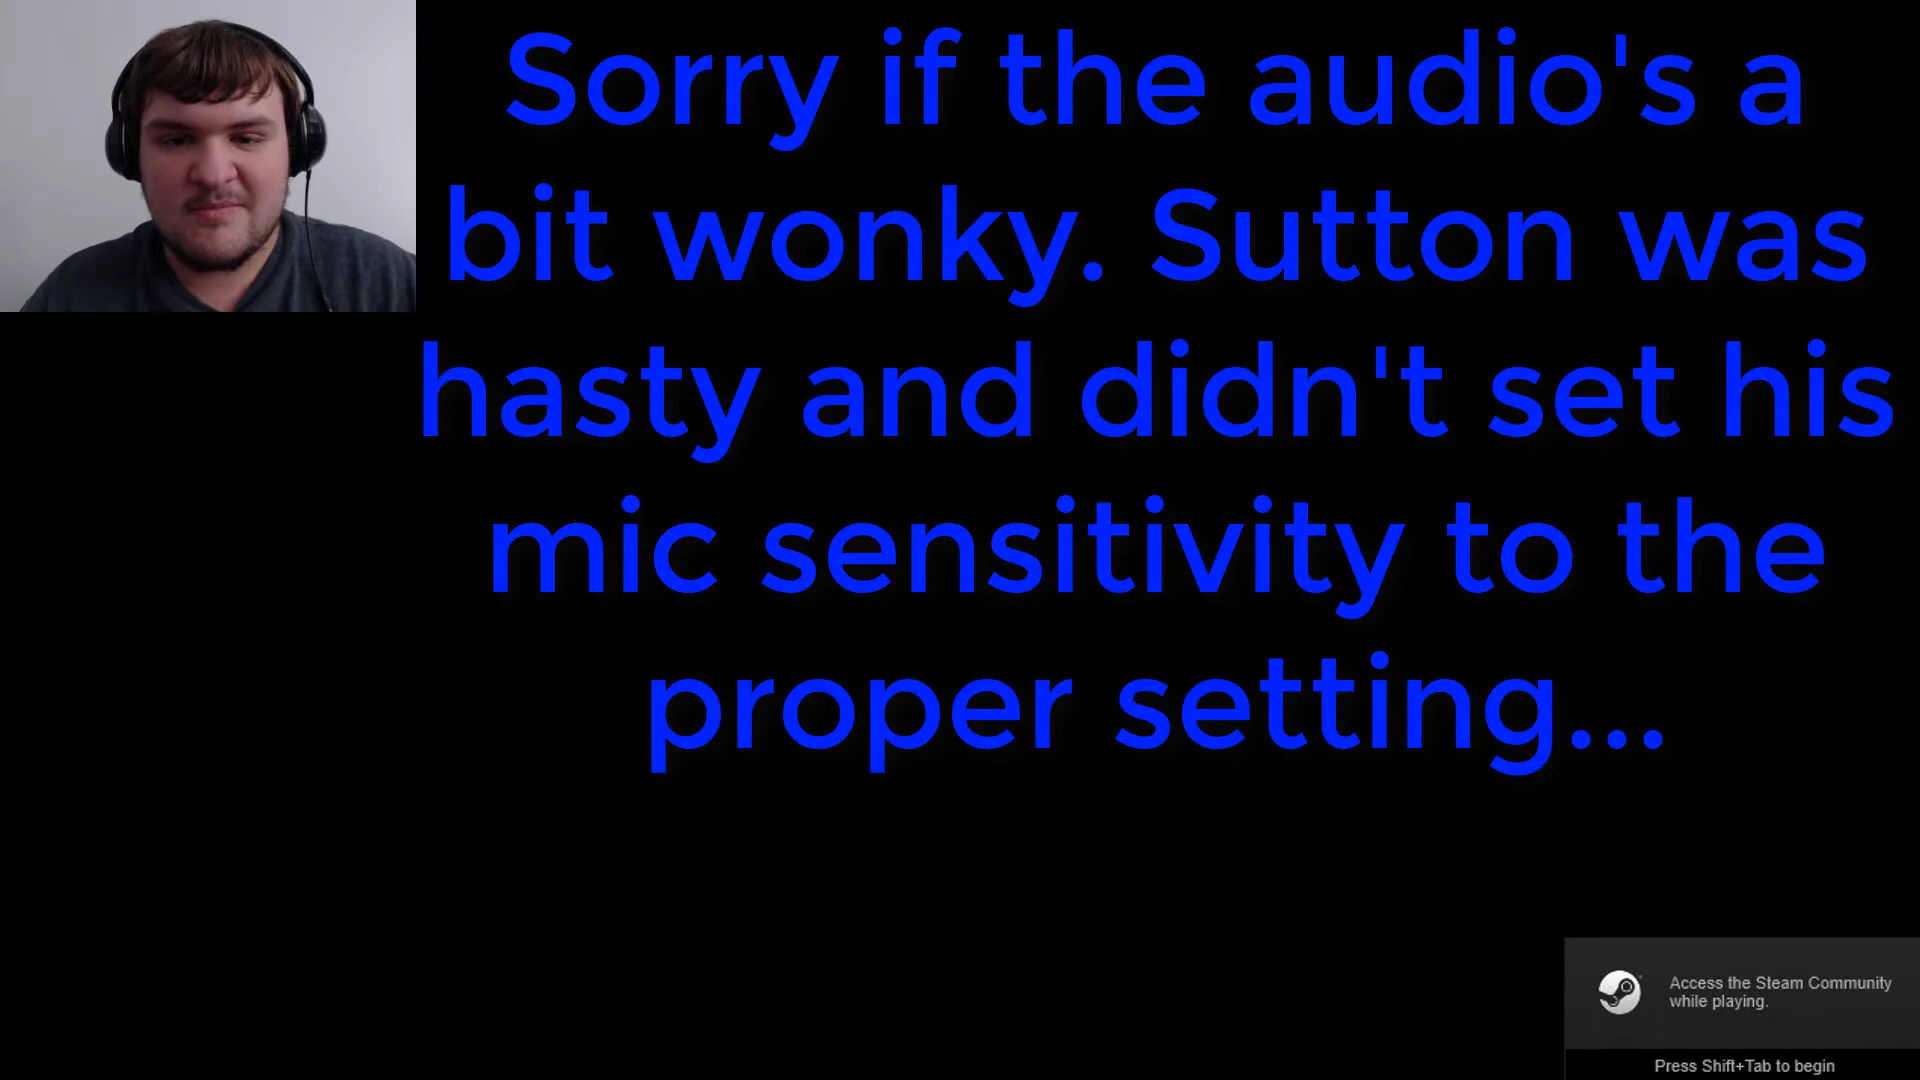 Sorry if the audio's a
bit wonky. Sutton was
hasty and didn't set his
mic sensitivity to the
proper setting...
Access the Steam Community
while playing.
Press Shift+Tab to begin